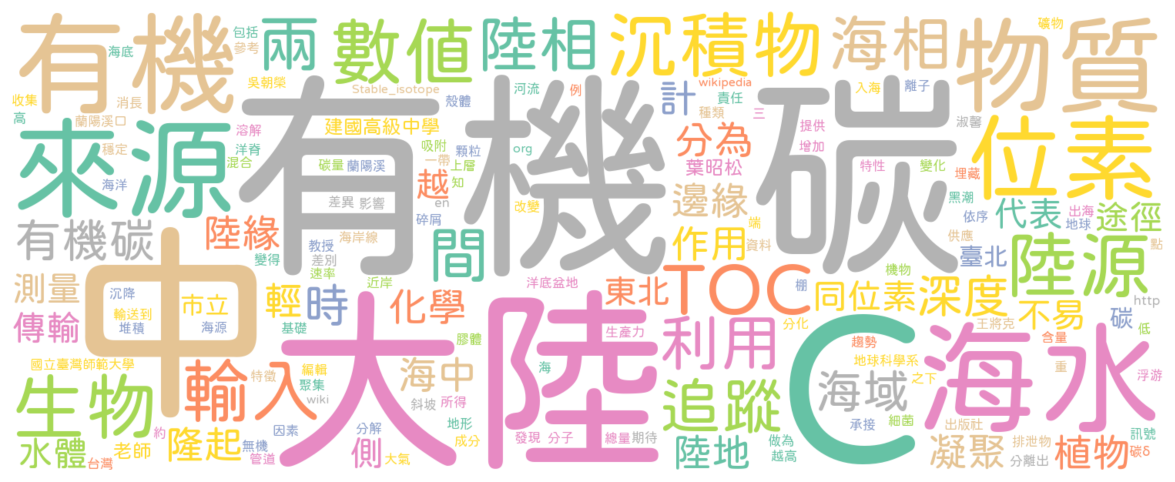 有機
海底
包括
參考
兩
數值
陸相
沉積物
海相
物質
礦物
吳朝榮
Stable_isotope
殼體
河流
例
wikipedia
責任
計
種類
三
入海
離子
收集
高
消長
蘭陽溪口
穩定
海洋
來源
溶解
洋脊
混合
建國高級中學
碳量
蘭陽溪
吸附
一帶
顆粒
上層
知
org
有機碳
分為
葉昭松
提供
增加
特性
變化
淑馨
埋藏
位素
越
en
差異
影響
碎屑
改變
邊緣
端
資料
黑潮
依序
代表
出海
地球
途徑
供應
點
有機碳
陸緣
變得
海岸線
教授
差別
速率
間
作用
臺北
陸源
測量
中
沉降
市立
輸送到
堆積
海源
輕
時
基礎
近岸
化學
洋底盆地
東北
TOC
棚
機物
同位素
深度
不易
http
碳
低
傳輸
大陸
膠體
生產力
利用
分化
C
趨勢
王將克
海水
含量
重
浮游
國立臺灣師範大學
特徵
編輯
聚集
wiki
海中
斜坡
所得
海
地球科學系
之下
生物
輸入
追蹤
海域
承接
細菌
出版社
地形
成分
因素
分解
無機
管道
大氣
側
約
隆起
老師
水體
台灣
發現
分子
總量
期待
陸地
做為
越高
凝聚
排泄物
分離出
植物
訊號
碳δ